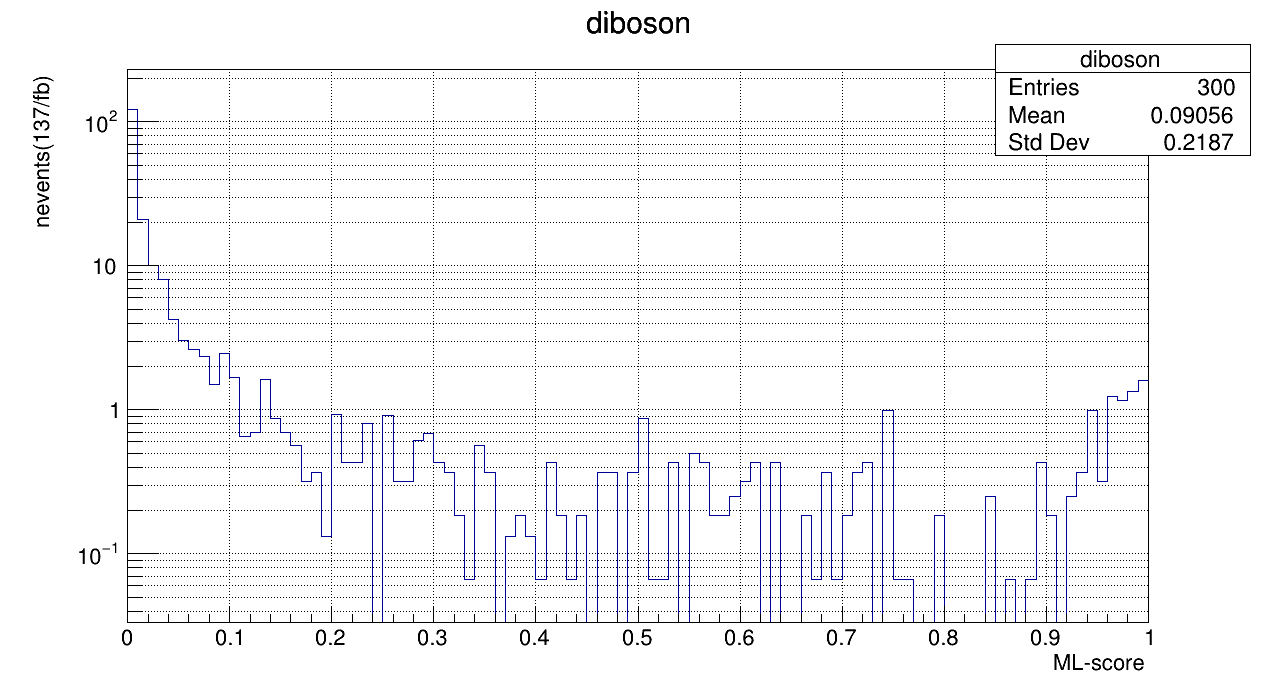 diboson
nevents(137/fb)
diboson
Entries 300
Mean 0.09056
Std Dev 0.2187
10²
10
1
10⁻¹
0 0.1 0.2 0.3 0.4 0.5 0.6 0.7 0.8 0.9 1
ML-score